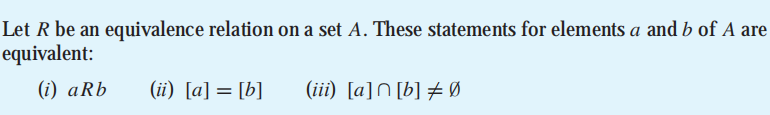 Let R be an equivalence relation on a set A. These statements for elements a and b of A are
equivalent:
(i) aRb (ii) [a] = [b] (iii) [a] ∩ [b] ≠ Ø